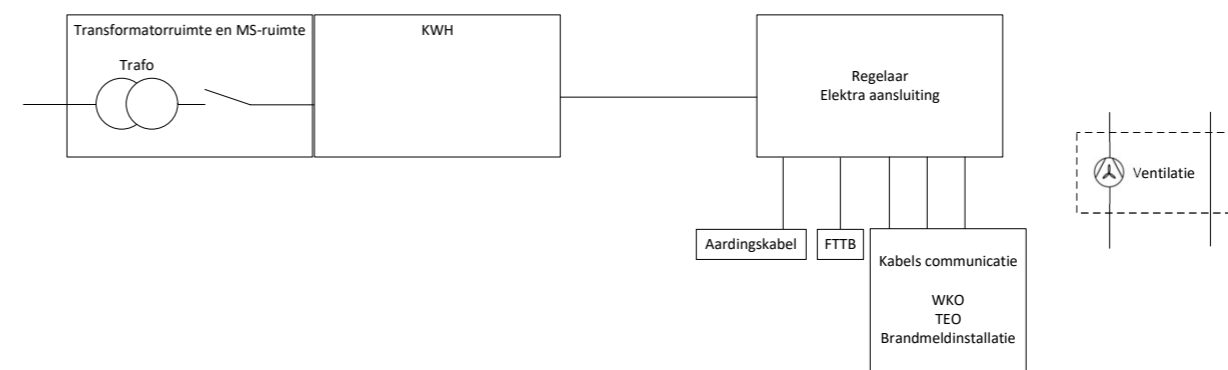 Transformatorruimte en MS-ruimte
KWH
Trafo
Regelaar
Elektra aansluiting
Ventilatie
Aardingskabel
FTTB
Kabels communicatie
WKO
TEO
Brandmeldinstallatie